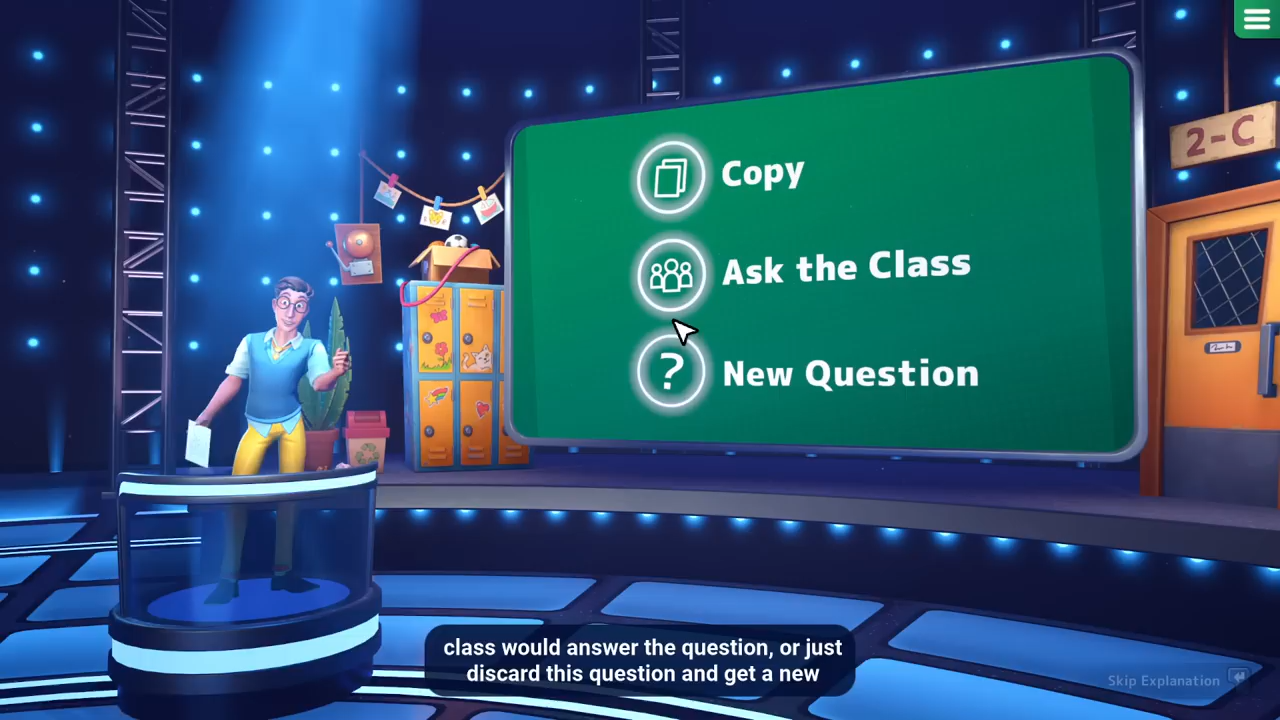 2-C
Copy
Ask the Class
?
New Question
class would answer the question, or just
discard this question and get a new
Skip Explanation